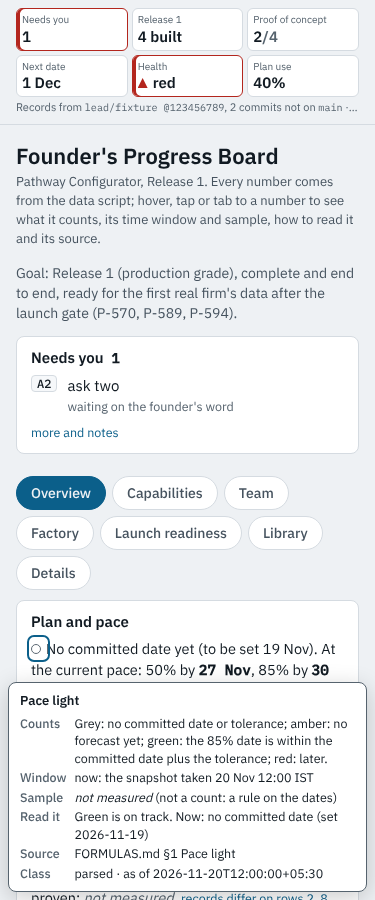 Needs you
1
Release 1
4 built
Proof of concept
2/4
Next date
1 Dec
Health
▲ red
Plan use
40%
Records from lead/fixture @123456789, 2 commits not on main ·…
Founder's Progress Board
Pathway Configurator, Release 1. Every number comes
from the data script; hover, tap or tab to a number to see
what it counts, its time window and sample, how to read it
and its source.
Goal: Release 1 (production grade), complete and end
to end, ready for the first real firm's data after the
launch gate (P-570, P-589, P-594).
Needs you 1
A2 ask two
waiting on the founder's word
more and notes
Overview Capabilities Team
Factory Launch readiness Library
Details
Plan and pace
No committed date yet (to be set 19 Nov). At
the current pace: 50% by 27 Nov, 85% by 30
Pace light
Counts Grey: no committed date or tolerance; amber: no
forecast yet; green: the 85% date is within the
committed date plus the tolerance; red: later.
Window now: the snapshot taken 20 Nov 12:00 IST
Sample not measured (not a count: a rule on the dates)
Read it Green is on track. Now: no committed date (set
2026-11-19)
Source FORMULAS.md §1 Pace light
Class parsed · as of 2026-11-20T12:00:00+05:30
proven: not measured records differ on rows 2, 8